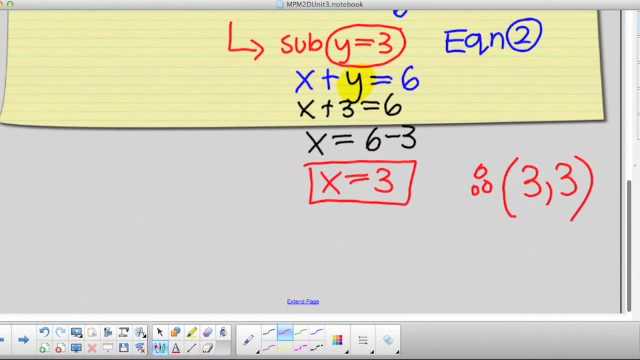 MPM2DUnit3.notebook
↳ sub y=3 Eqn ②
x + y = 6
x + 3 = 6
x = 6 - 3
x = 3 ∴ (3, 3)
Extend Page